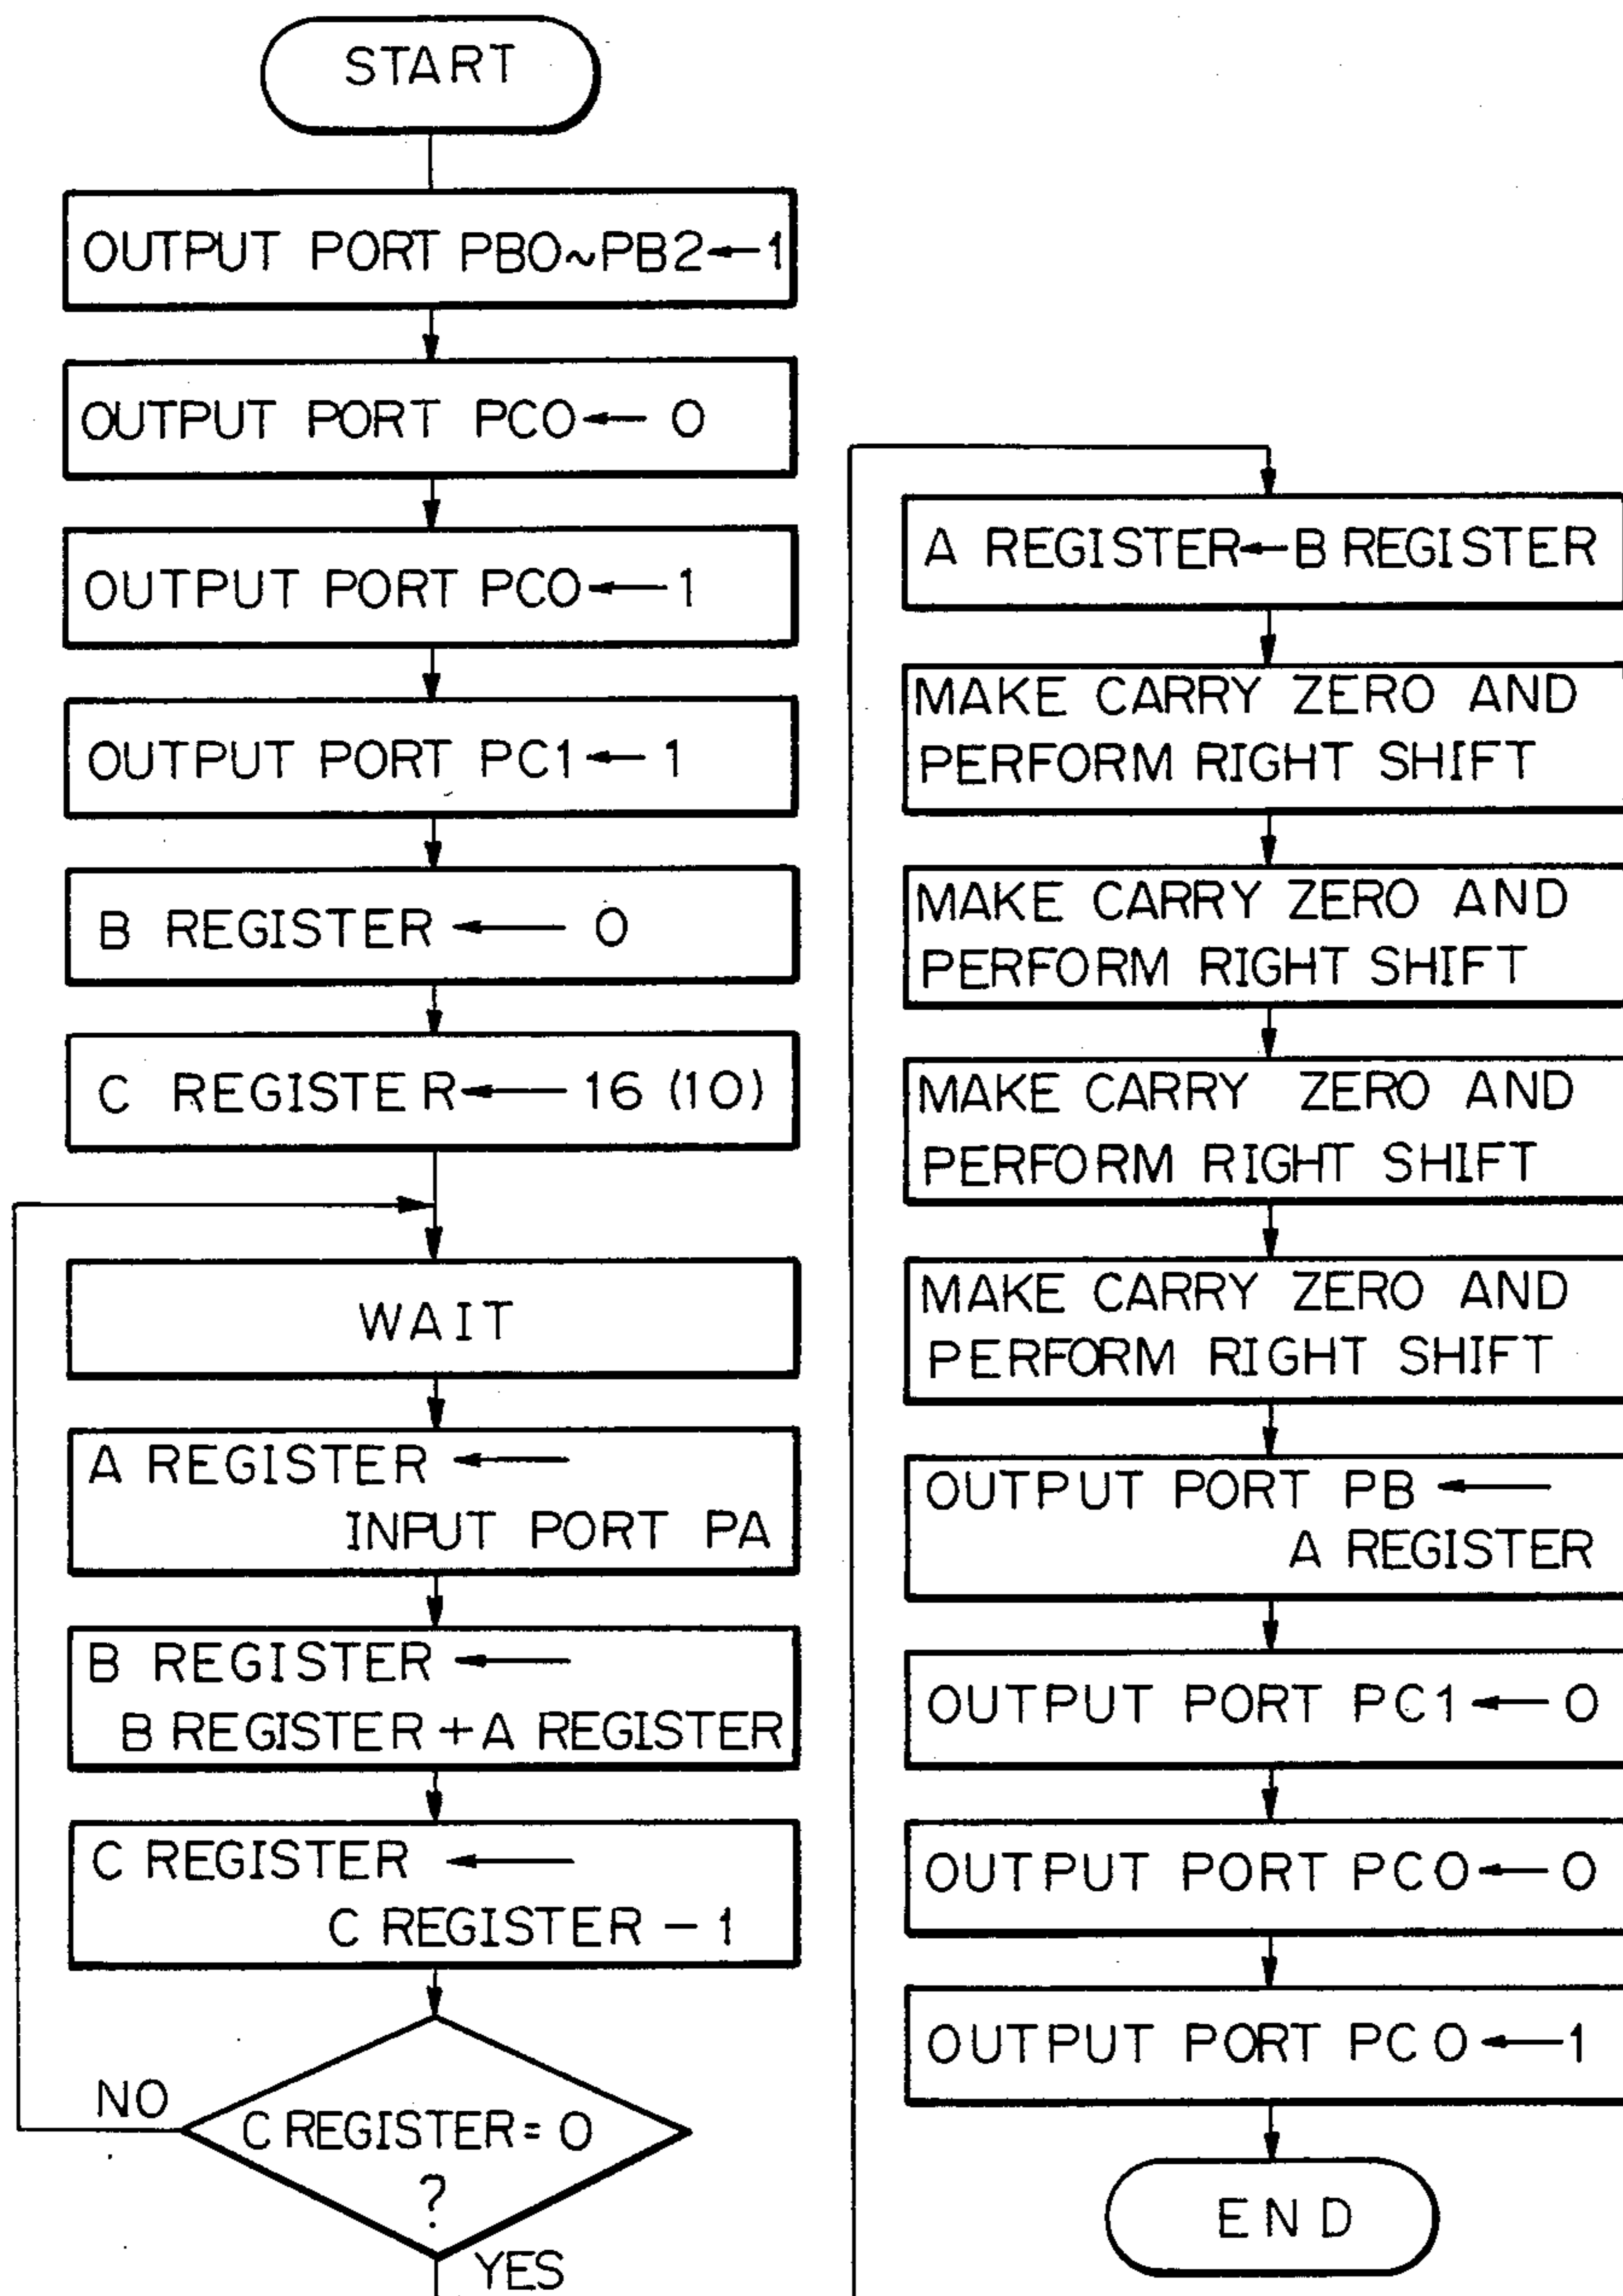 START
OUTPUT PORT PB0~PB2←1
OUTPUT PORT PC0← 0
OUTPUT PORT PC0← 1
OUTPUT PORT PC1← 1
B REGISTER ← 0
C REGISTER← 16 (10)
WAIT
A REGISTER ←
INPUT PORT PA
B REGISTER ←
B REGISTER + A REGISTER
C REGISTER ←
C REGISTER − 1
NO
C REGISTER = 0
?
YES
A REGISTER←B REGISTER
MAKE CARRY ZERO AND
PERFORM RIGHT SHIFT
MAKE CARRY ZERO AND
PERFORM RIGHT SHIFT
MAKE CARRY ZERO AND
PERFORM RIGHT SHIFT
MAKE CARRY ZERO AND
PERFORM RIGHT SHIFT
OUTPUT PORT PB ←
A REGISTER
OUTPUT PORT PC1← 0
OUTPUT PORT PC0← 0
OUTPUT PORT PC0←1
END